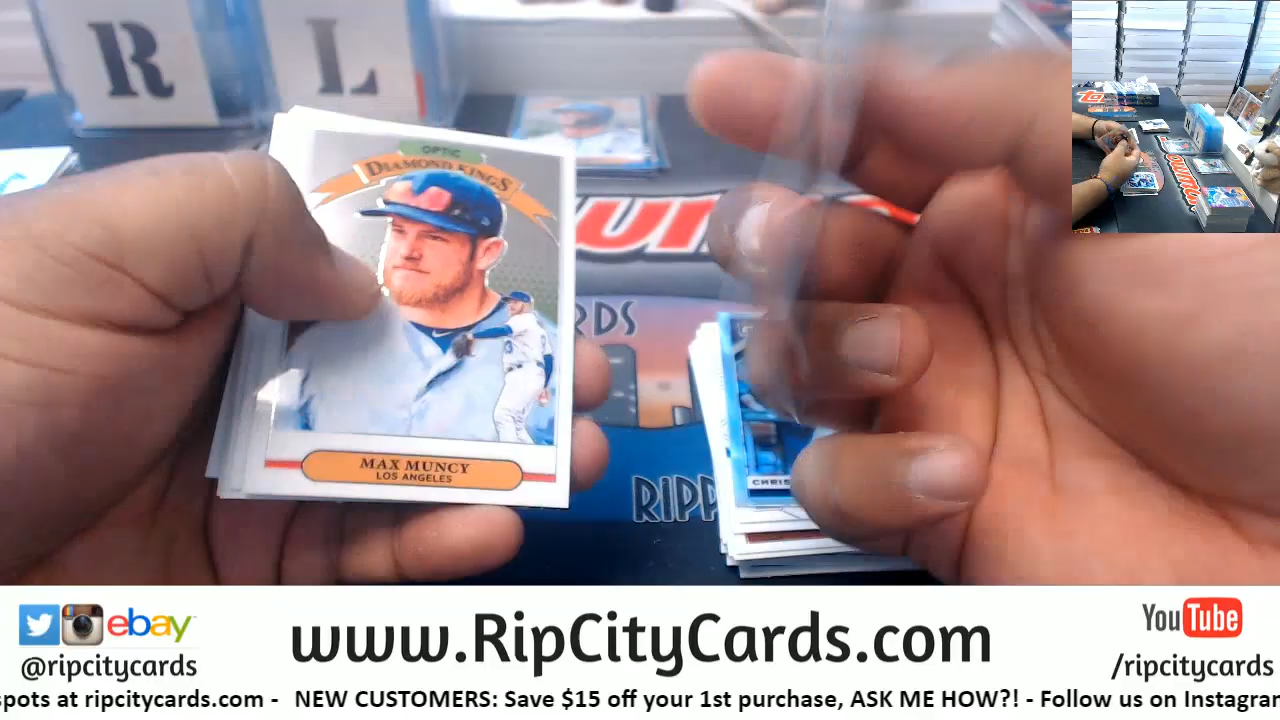 R L
OPTIC
DIAMOND KINGS
MAX MUNCY
LOS ANGELES
RDS
RIPP
CHRIS
ebay
@ripcitycards
www.RipCityCards.com
YouTube
/ripcitycards
spots at ripcitycards.com - NEW CUSTOMERS: Save $15 off your 1st purchase, ASK ME HOW?! - Follow us on Instagra